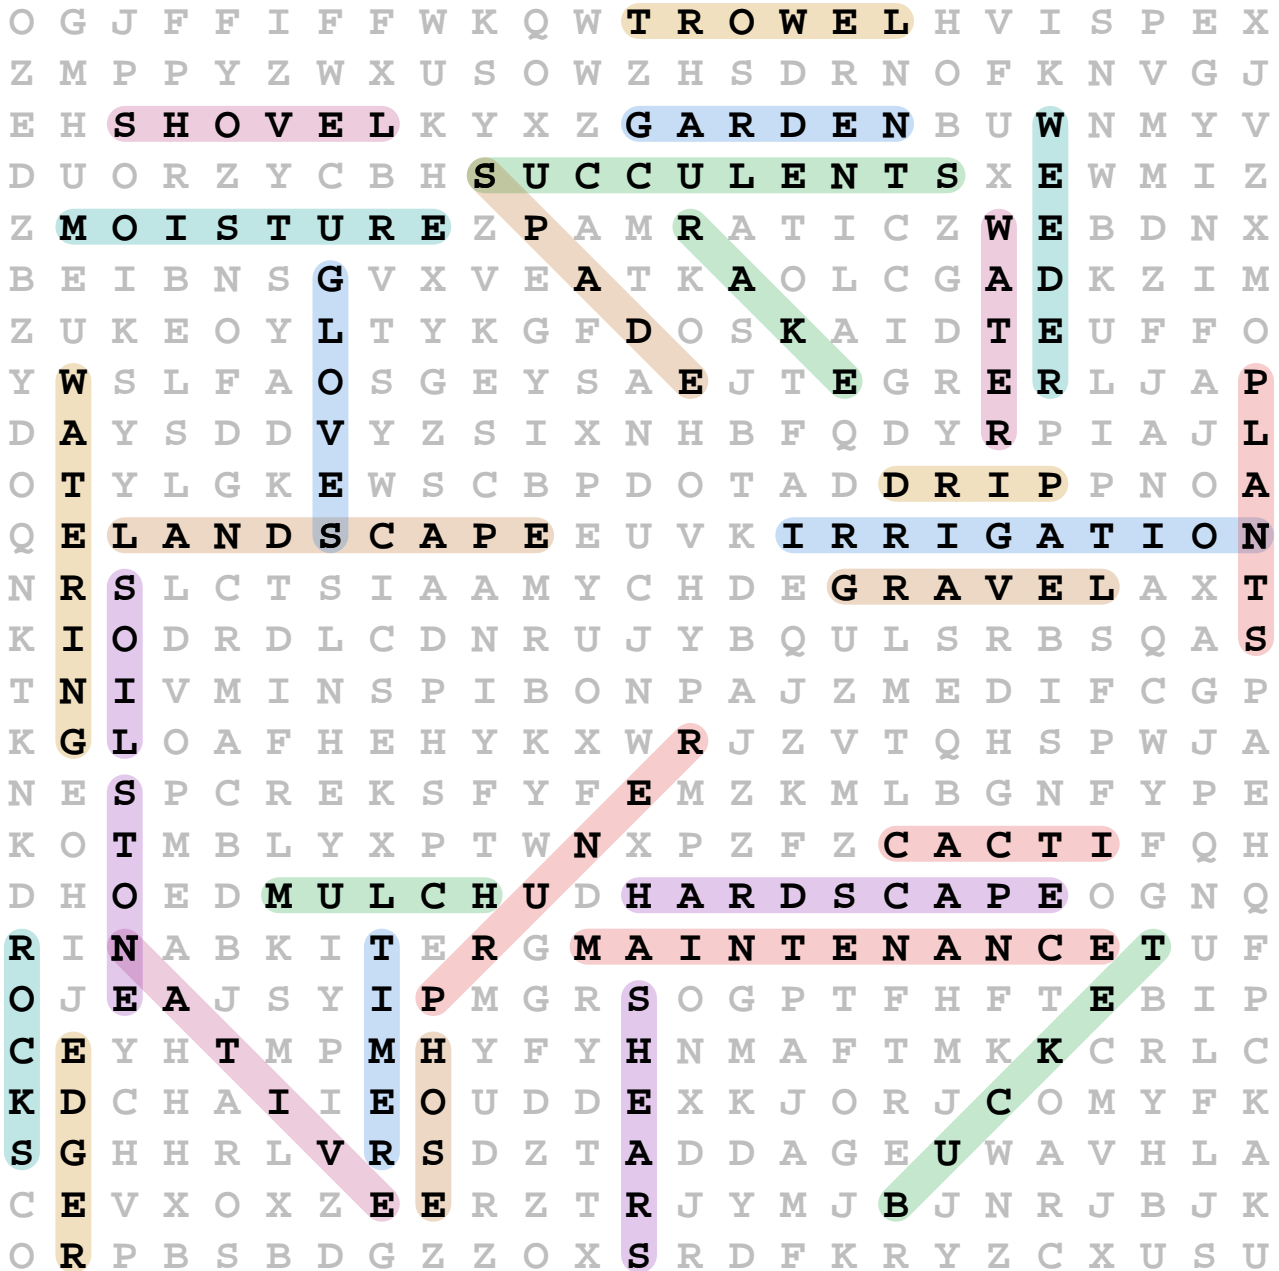 O G J F F I F F W K Q W T R O W E L H V I S P E X
Z M P P Y Z W X U S O W Z H S D R N O F K N V G J
E H S H O V E L K Y X Z G A R D E N B U W N M Y V
D U O R Z Y C B H S U C C U L E N T S X E W M I Z
Z M O I S T U R E Z P A M R A T I C Z W E B D N X
B E I B N S G V X V E A T K A O L C G A D K Z I M
Z U K E O Y L T Y K G F D O S K A I D T E U F F O
Y W S L F A O S G E Y S A E J T E G R E R L J A P
D A Y S D D V Y Z S I X N H B F Q D Y R P I A J L
O T Y L G K E W S C B P D O T A D D R I P P N O A
Q E L A N D S C A P E E U V K I R R I G A T I O N
N R S L C T S I A A M Y C H D E G R A V E L A X T
K I O D R D L C D N R U J Y B Q U L S R B S Q A S
T N I V M I N S P I B O N P A J Z M E D I F C G P
K G L O A F H E H Y K X W R J Z V T Q H S P W J A
N E S P C R E K S F Y F E M Z K M L B G N F Y P E
K O T M B L Y X P T W N X P Z F Z C A C T I F Q H
D H O E D M U L C H U D H A R D S C A P E O G N Q
R I N A B K I T E R G M A I N T E N A N C E T U F
O J E A J S Y I P M G R S O G P T F H F T E B I P
C E Y H T M P M H Y F Y H N M A F T M K K C R L C
K D C H A I I E O U D D E X K J O R J C O M Y F K
S G H H R L V R S D Z T A D D A G E U W A V H L A
C E V X O X Z E E R Z T R J Y M J B J N R J B J K
O R P B S B D G Z Z O X S R D F K R Y Z C X U S U